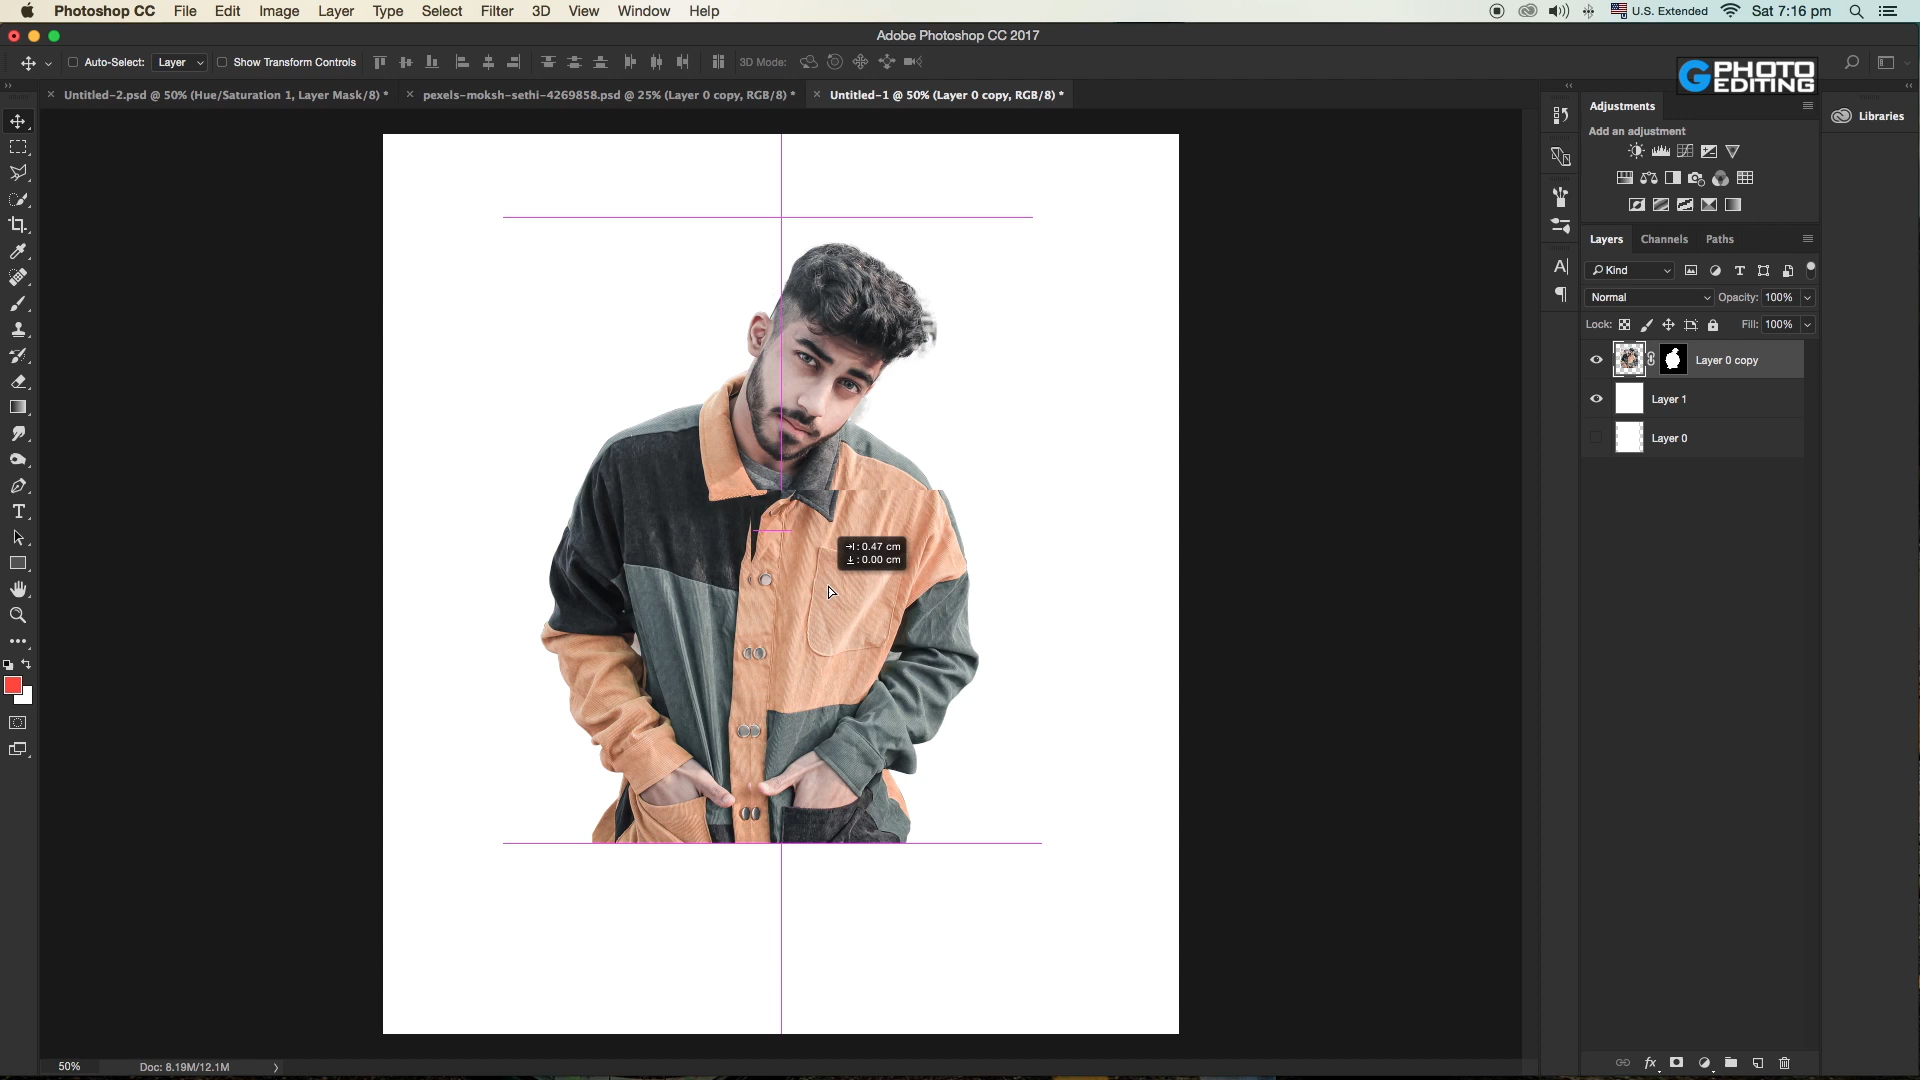 Photoshop CC File Edit Image Layer Type Select Filter 3D View Window Help U.S. Extended Sat 7:16 pm
Adobe Photoshop CC 2017
Auto-Select: Layer Show Transform Controls 3D Mode:
G PHOTO EDITING
× Untitled-2.psd @ 50% (Hue/Saturation 1, Layer Mask/8) * × pexels-moksh-sethi-4269858.psd @ 25% (Layer 0 copy, RGB/8) * × Untitled-1 @ 50% (Layer 0 copy, RGB/8) *
Adjustments
Libraries
Add an adjustment
Layers Channels Paths
Kind
Normal Opacity: 100%
Lock: Fill: 100%
Layer 0 copy
Layer 1
Layer 0
: 0.47 cm
: 0.00 cm
50% Doc: 8.19M/12.1M
fx